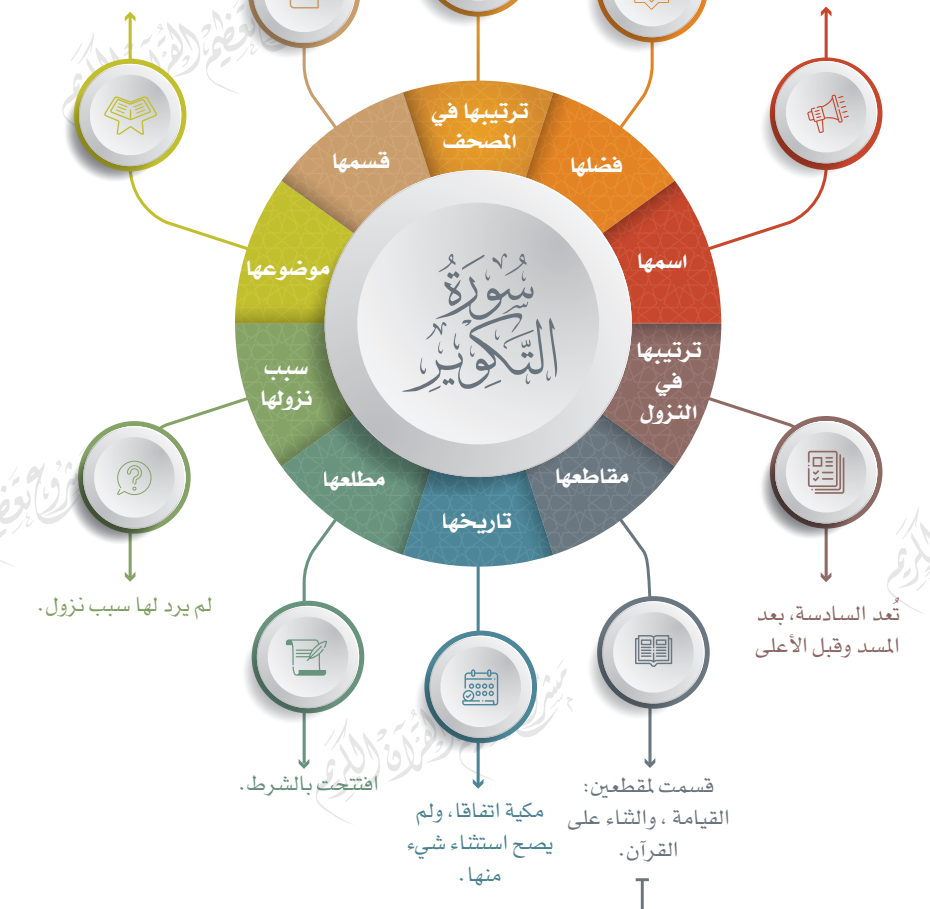 ترتيبها في
المصحف
فضلها
قسمها
اسمها
موضوعها
سُورَةُ
التَّكْوِيرِ
ترتيبها
في
النزول
سبب
نزولها
مقاطعها
مطلعها
تاريخها
تُعد السادسة، بعد
المسد وقبل الأعلى
لم يرد لها سبب نزول.
قسمت لمقطعين:
القيامة ، والثناء على
القرآن.
افتتحت بالشرط.
مكية اتفاقا، ولم
يصح استثناء شيء
منها .